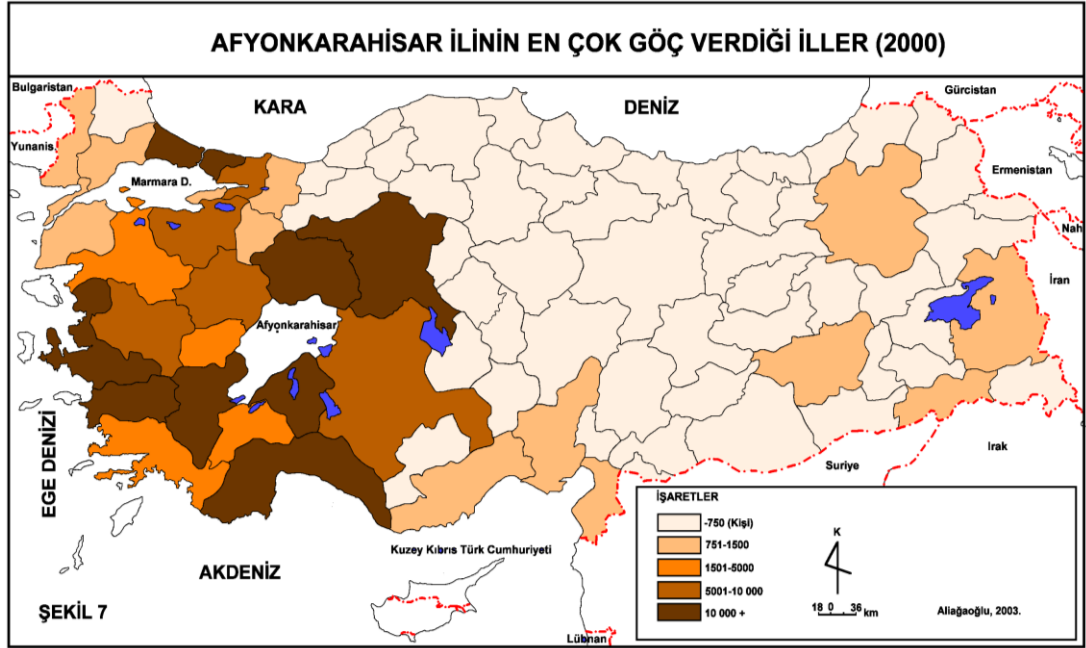 AFYONKARAHİSAR İLİNİN EN ÇOK GÖÇ VERDİĞİ İLLER (2000)
Bulgaristan
KARA
DENİZ
Gürcistan
Yunanis.
Marmara D.
Ermenistan
Nah
İran
Afyonkarahisar
EGE DENİZİ
Irak
Suriye
İŞARETLER
-750 (Kişi)
751-1500
1501-5000
5001-10 000
10 000 +
K
18 0 36 km
Aliağaoğlu, 2003.
Kuzey Kıbrıs Türk Cumhuriyeti
AKDENİZ
ŞEKİL 7
Lübnan